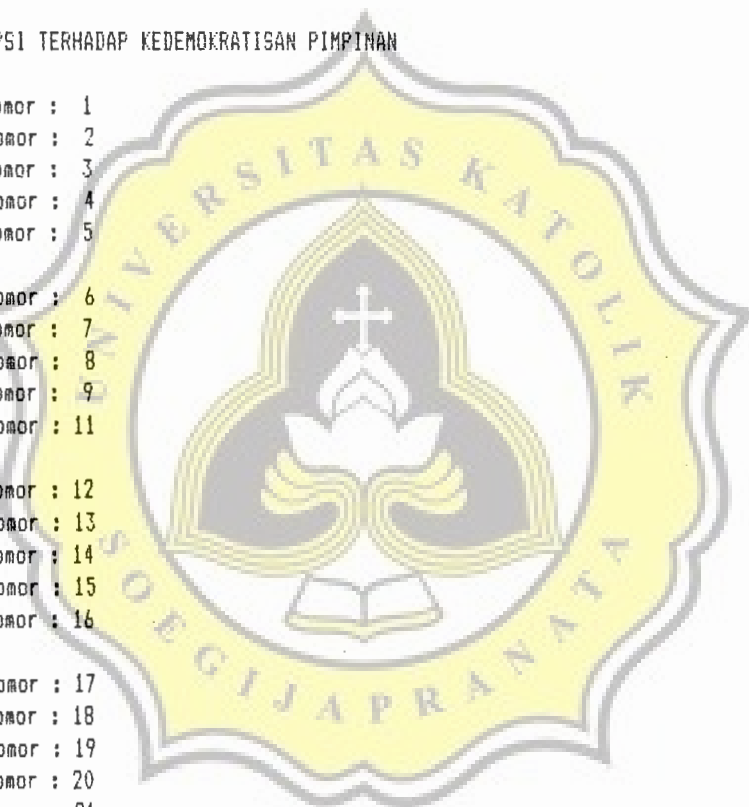 PSI TERHADAP KEDEMOKRATISAN PIMPINAN
omor : 1
omor : 2
omor : 3
omor : 4
omor : 5
omor : 6
omor : 7
omor : 8
omor : 9
omor : 11
omor : 12
omor : 13
omor : 14
omor : 15
omor : 16
omor : 17
omor : 18
omor : 19
omor : 20
UNIVERSITAS KATOLIK
SOEGIJAPRANATA